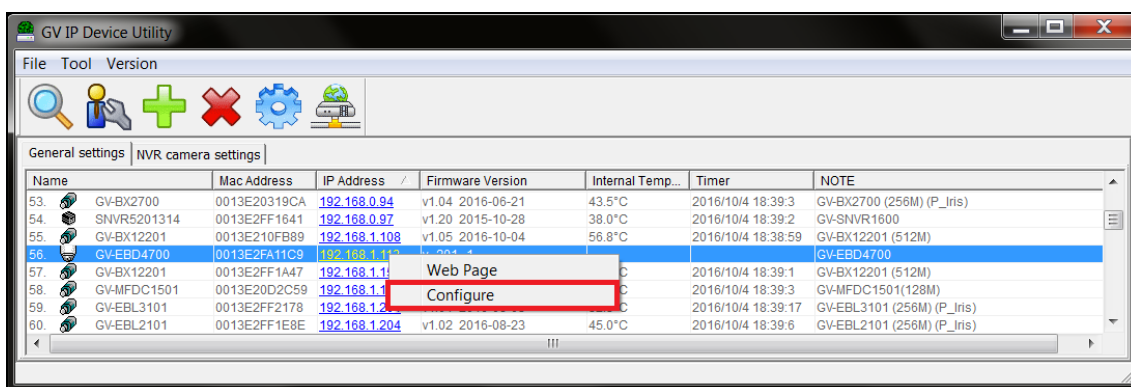 GV IP Device Utility
File Tool Version
General settings NVR camera settings
Name Mac Address IP Address Firmware Version Internal Temp... Timer NOTE
53. GV-BX2700 0013E20319CA 192.168.0.94 v1.04 2016-06-21 43.5°C 2016/10/4 18:39:3 GV-BX2700 (256M) (P_Iris)
54. SNVR5201314 0013E2FF1641 192.168.0.97 v1.20 2015-10-28 38.0°C 2016/10/4 18:39:2 GV-SNVR1600
55. GV-BX12201 0013E210FB89 192.168.1.108 v1.05 2016-10-04 56.8°C 2016/10/4 18:38:59 GV-BX12201 (512M)
56. GV-EBD4700 0013E2FA11C9 GV-EBD4700
Web Page
57. GV-BX12201 0013E2FF1A47 2016/10/4 18:39:1 GV-BX12201 (512M)
Configure
58. GV-MFDC1501 0013E20D2C59 2016/10/4 18:39:3 GV-MFDC1501(128M)
59. GV-EBL3101 0013E2FF2178 2016/10/4 18:39:17 GV-EBL3101 (256M) (P_Iris)
60. GV-EBL2101 0013E2FF1E8E 192.168.1.204 v1.02 2016-08-23 45.0°C 2016/10/4 18:39:6 GV-EBL2101 (256M) (P_Iris)